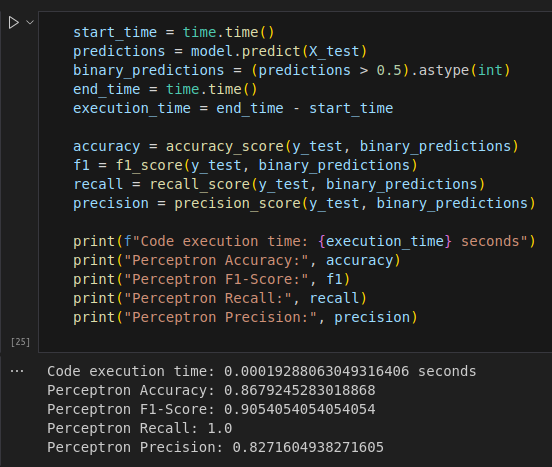 start_time = time.time()
predictions = model.predict(X_test)
binary_predictions = (predictions > 0.5).astype(int)
end_time = time.time()
execution_time = end_time - start_time
accuracy = accuracy_score(y_test, binary_predictions)
f1 = f1_score(y_test, binary_predictions)
recall = recall_score(y_test, binary_predictions)
precision = precision_score(y_test, binary_predictions)
print(f"Code execution time: {execution_time} seconds")
print("Perceptron Accuracy:", accuracy)
print("Perceptron F1-Score:", f1)
print("Perceptron Recall:", recall)
print("Perceptron Precision:", precision)
[25]
Code execution time: 0.00019288063049316406 seconds
Perceptron Accuracy: 0.8679245283018868
Perceptron F1-Score: 0.9054054054054054
Perceptron Recall: 1.0
Perceptron Precision: 0.8271604938271605